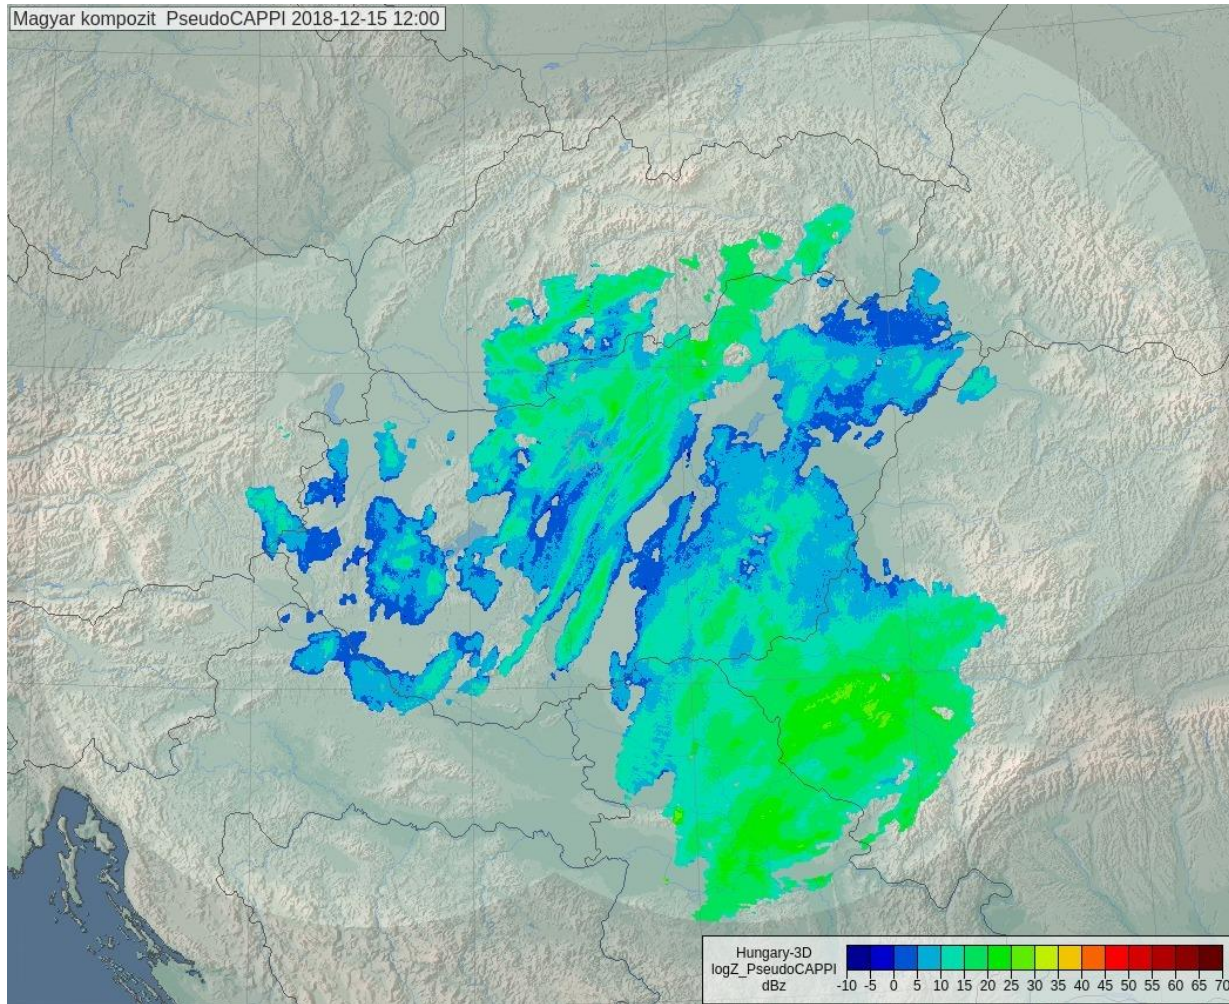 Magyar kompozit PseudoCAPPI 2018-12-15 12:00
Hungary-3D
logZ_PseudoCAPPI
dBz
-10 -5 0 5 10 15 20 25 30 35 40 45 50 55 60 65 70